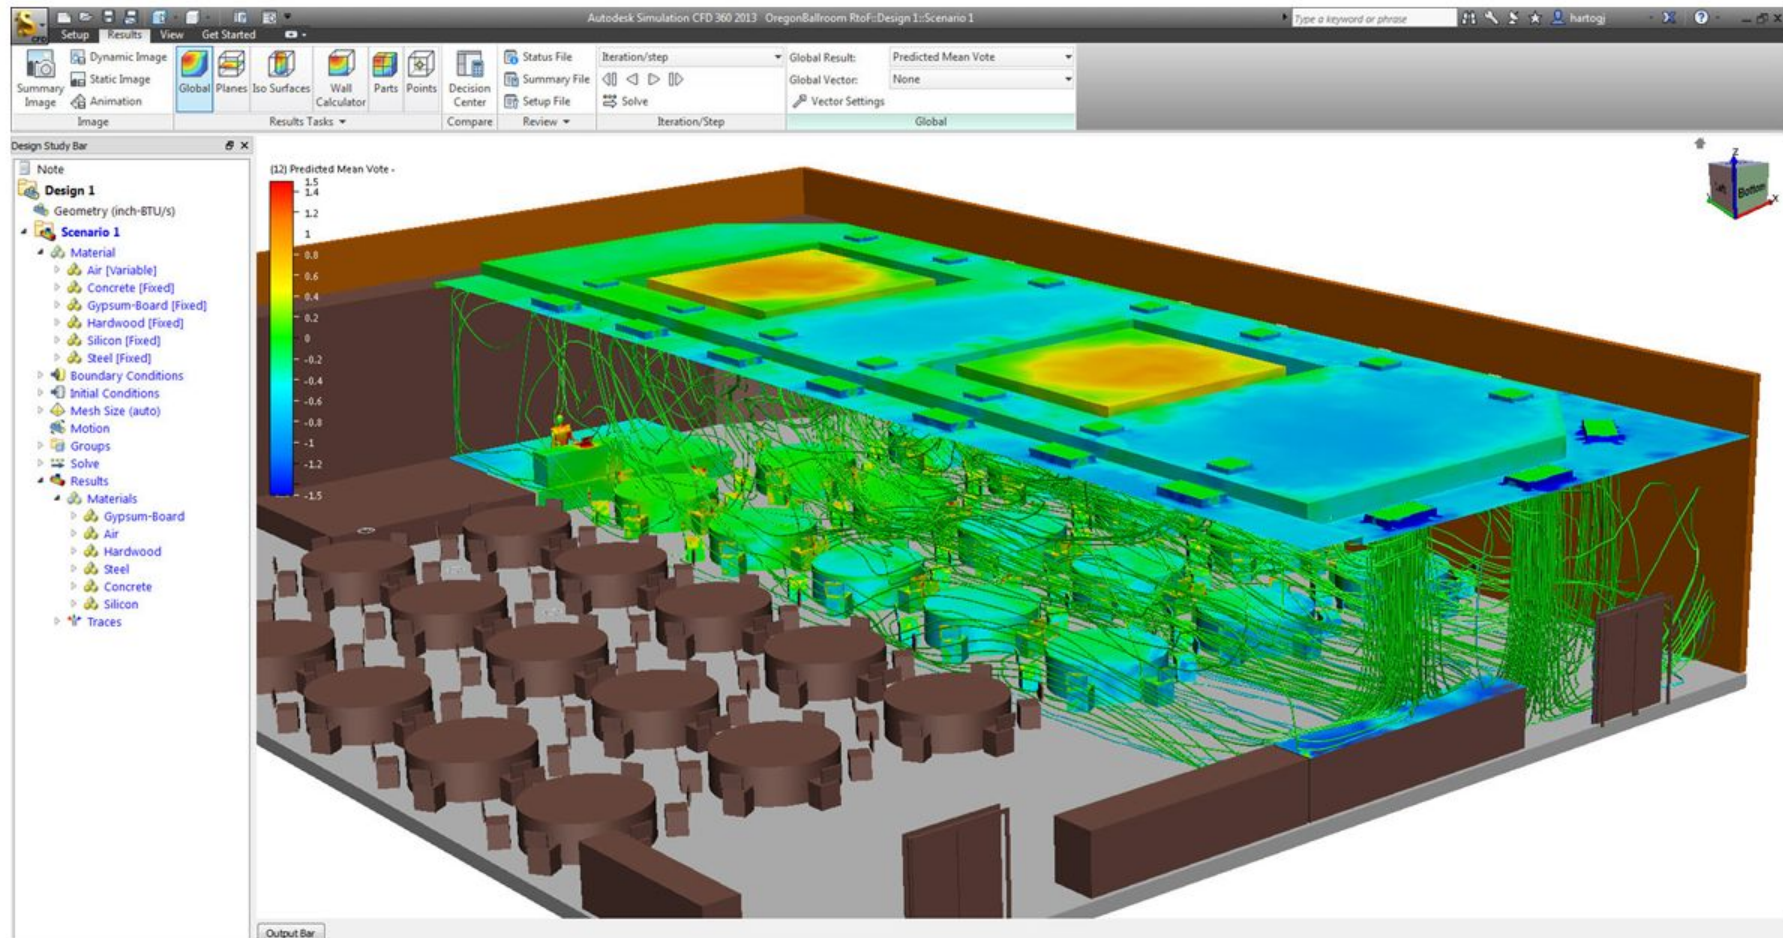 Autodesk Simulation CFD 360 2013 OregonBallroom RtoF::Design 1::Scenario 1
Type a keyword or phrase
hartogj
CFD
Setup Results View Get Started
Summary Image
Dynamic Image
Static Image
Animation
Image
Global
Planes
Iso Surfaces
Wall Calculator
Parts
Points
Results Tasks
Decision Center
Compare
Status File
Summary File
Setup File
Review
Iteration/step
Solve
Iteration/Step
Global Result: Predicted Mean Vote
Global Vector: None
Vector Settings
Global
Design Study Bar
Note
Design 1
Geometry (inch-BTU/s)
Scenario 1
Material
Air [Variable]
Concrete [Fixed]
Gypsum-Board [Fixed]
Hardwood [Fixed]
Silicon [Fixed]
Steel [Fixed]
Boundary Conditions
Initial Conditions
Mesh Size (auto)
Motion
Groups
Solve
Results
Materials
Gypsum-Board
Air
Hardwood
Steel
Concrete
Silicon
Traces
(12) Predicted Mean Vote -
1.5
1.4
1.2
1
0.8
0.6
0.4
0.2
0
-0.2
-0.4
-0.6
-0.8
-1
-1.2
-1.5
Z
Bottom
X
Output Bar